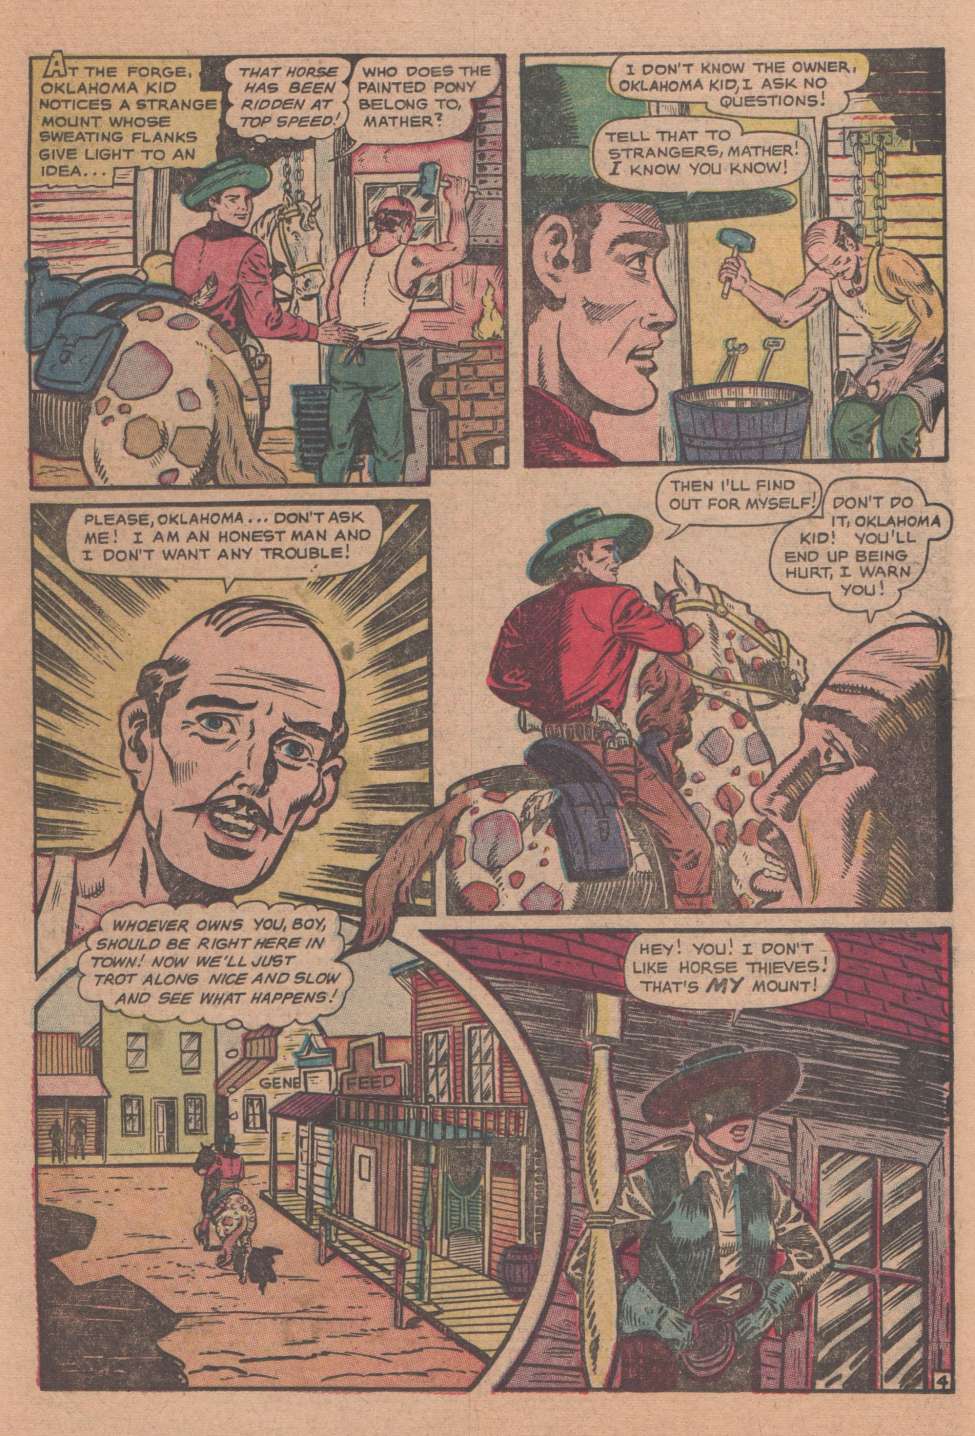 AT THE FORGE,
OKLAHOMA KID
NOTICES A STRANGE
MOUNT WHOSE
SWEATING FLANKS
GIVE LIGHT TO AN
IDEA...
THAT HORSE
HAS BEEN
RIDDEN AT
TOP SPEED!
WHO DOES THE
PAINTED PONY
BELONG TO,
MATHER?
I DON'T KNOW THE OWNER,
OKLAHOMA KID, I ASK NO
QUESTIONS!
TELL THAT TO
STRANGERS, MATHER!
I KNOW YOU KNOW!
PLEASE, OKLAHOMA... DON'T ASK
ME! I AM AN HONEST MAN AND
I DON'T WANT ANY TROUBLE!
THEN I'LL FIND
OUT FOR MYSELF!
DON'T DO
IT, OKLAHOMA
KID! YOU'LL
END UP BEING
HURT, I WARN
YOU!
WHOEVER OWNS YOU, BOY,
SHOULD BE RIGHT HERE IN
TOWN! NOW WE'LL JUST
TROT ALONG NICE AND SLOW
AND SEE WHAT HAPPENS!
GENE
FEED
HEY! YOU! I DON'T
LIKE HORSE THIEVES!
THAT'S MY MOUNT!
4